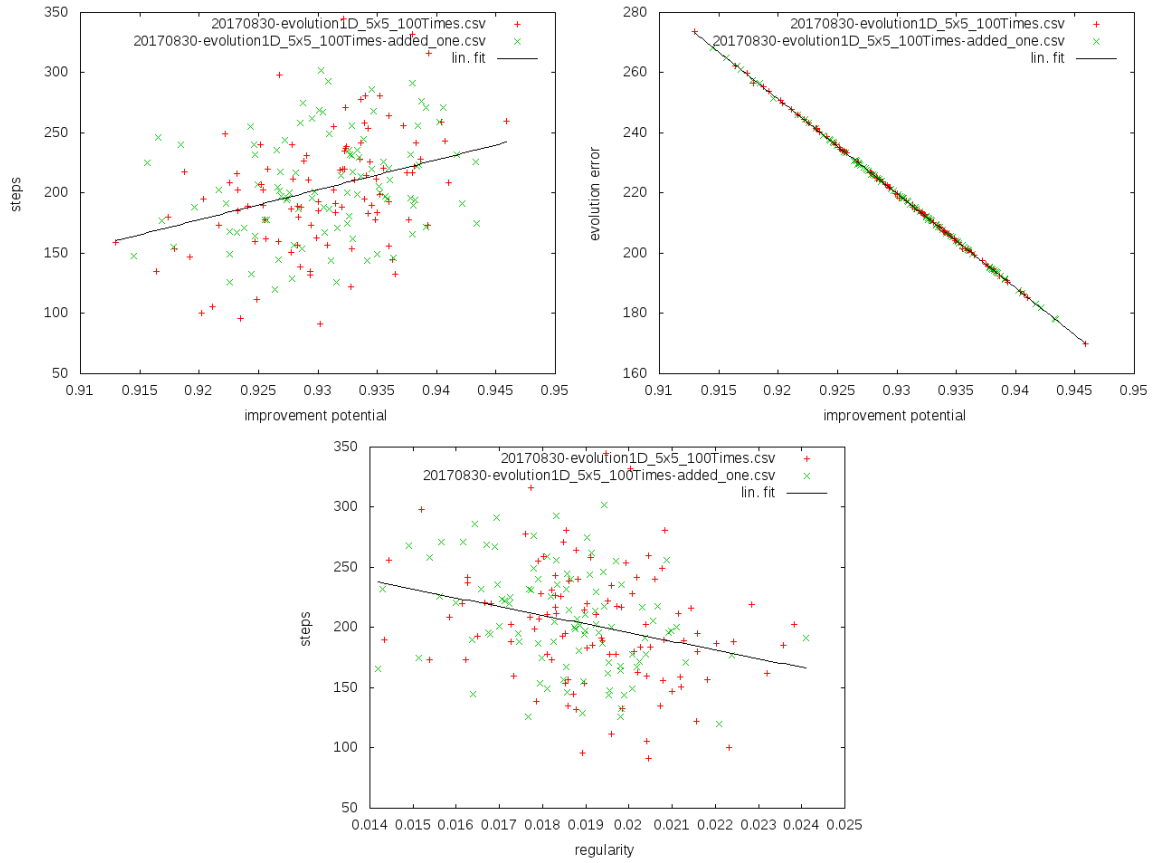 350
300
250
200
150
100
50
steps
0.91 0.915 0.92 0.925 0.93 0.935 0.94 0.945 0.95
improvement potential
20170830-evolution1D_5x5_100Times.csv
20170830-evolution1D_5x5_100Times-added_one.csv
lin. fit
280
260
240
220
200
180
160
evolution error
0.91 0.915 0.92 0.925 0.93 0.935 0.94 0.945 0.95
improvement potential
20170830-evolution1D_5x5_100Times.csv
20170830-evolution1D_5x5_100Times-added_one.csv
lin. fit
350
300
250
200
150
100
50
steps
0.014 0.015 0.016 0.017 0.018 0.019 0.02 0.021 0.022 0.023 0.024 0.025
regularity
20170830-evolution1D_5x5_100Times.csv
20170830-evolution1D_5x5_100Times-added_one.csv
lin. fit